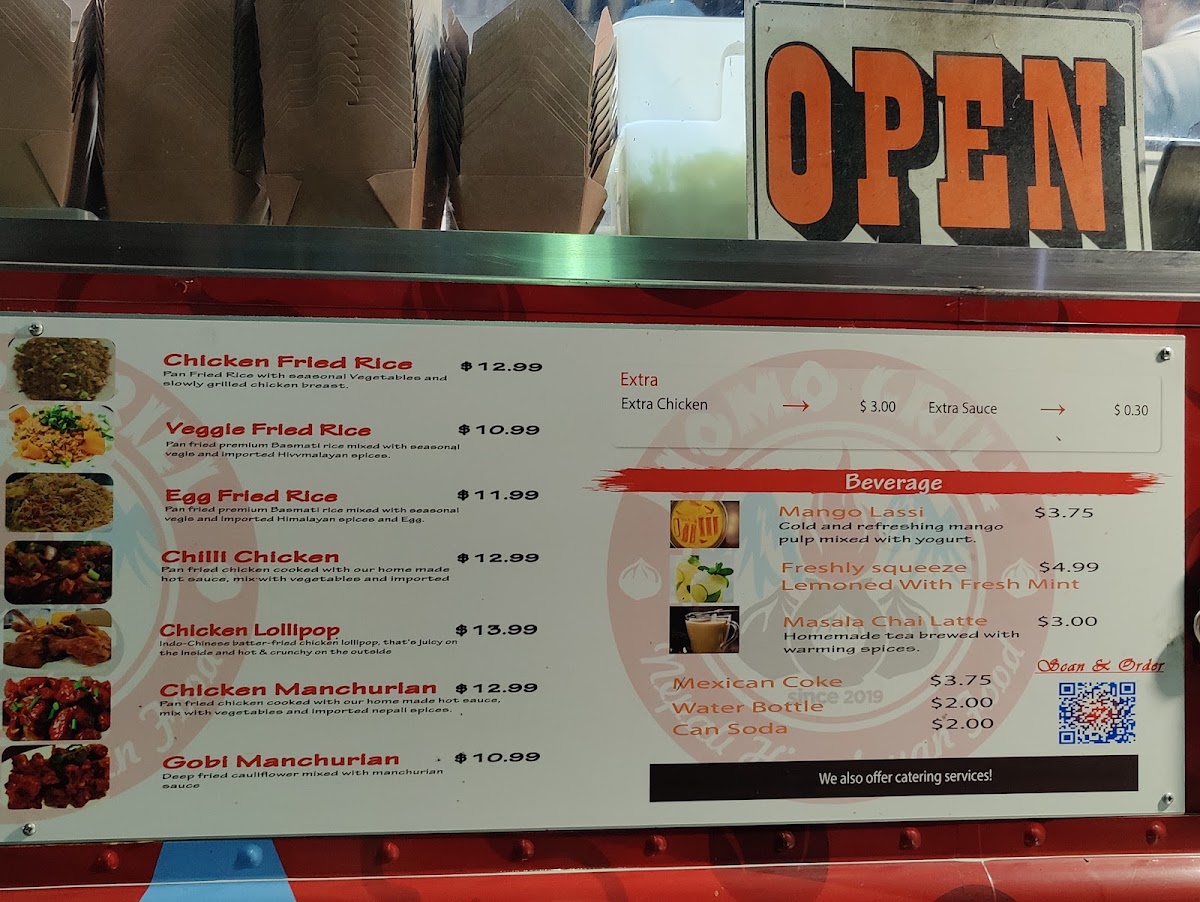 OPEN
Chicken Fried Rice $12.99
Pan Fried Rice with seasonal Vegetables and
slowly grilled chicken breast.
Veggie Fried Rice $10.99
Pan fried premium Basmati rice mixed with seasonal
vegis and imported Hivvmalayan spices.
Egg Fried Rice $11.99
Pan fried premium Basmati rice mixed with seasonal
vegis and imported Himalayan spices and Egg.
Chilli Chicken $12.99
Pan fried chicken cooked with our home made
hot sauce, mix with vegetables and imported
Chicken Lollipop $13.99
Indo-Chinese batter-fried chicken lollipop, that's juicy on
the inside and hot & crunchy on the outside
Chicken Manchurian $12.99
Pan fried chicken cooked with our home made hot sauce,
mix with vegetables and imported nepali spices.
Gobi Manchurian $10.99
Deep fried cauliflower mixed with manchurian
sauce
Extra
Extra Chicken → $ 3.00 Extra Sauce → $ 0.30
Beverage
Mango Lassi $3.75
Cold and refreshing mango
pulp mixed with yogurt.
Freshly squeeze $4.99
Lemoned With Fresh Mint
Masala Chai Latte $3.00
Homemade tea brewed with
warming spices.
Mexican Coke $3.75
Water Bottle $2.00
Can Soda $2.00
since 2019
Scan & Order
We also offer catering services!